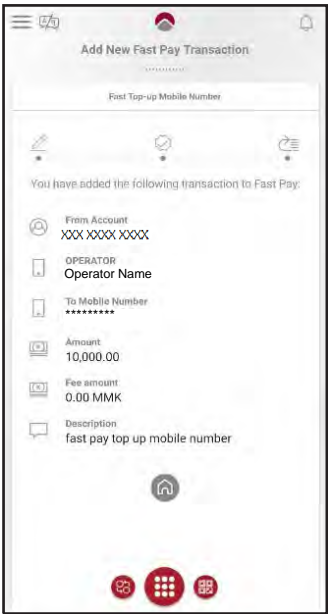 Add New Fast Pay Transaction
Fast Top-up Mobile Number
You have added the following transaction to Fast Pay:
From Account
XXX XXXX XXXX
OPERATOR
Operator Name
To Mobile Number
*********
Amount
10,000.00
Fee amount
0.00 MMK
Description
fast pay top up mobile number